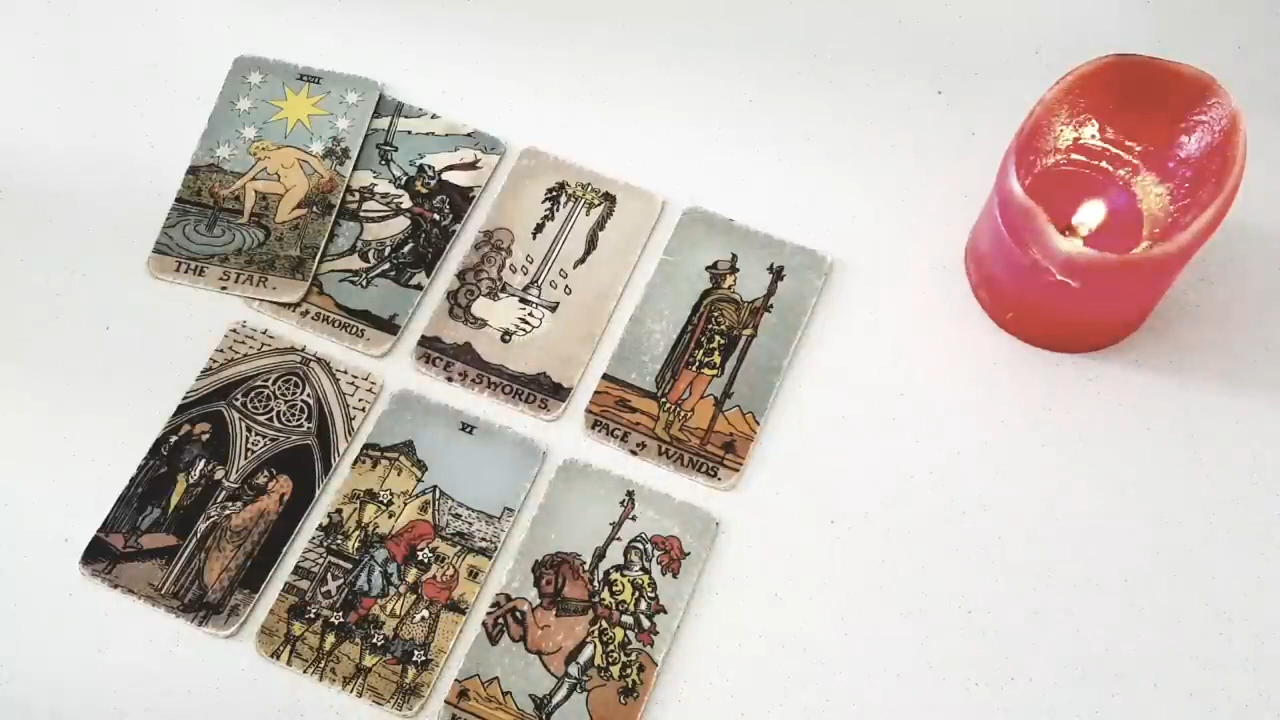 XVII
THE STAR.
OF SWORDS.
ACE OF SWORDS.
PAGE OF WANDS.
VI